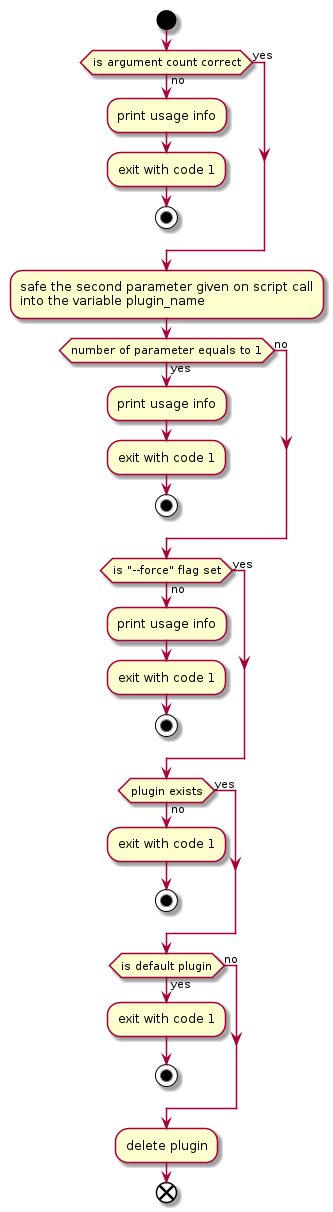 is argument count correct
yes
no
print usage info
exit with code 1
safe the second parameter given on script call
into the variable plugin_name
number of parameter equals to 1
no
yes
print usage info
exit with code 1
is "--force" flag set
yes
no
print usage info
exit with code 1
plugin exists
yes
no
exit with code 1
is default plugin
no
yes
exit with code 1
delete plugin